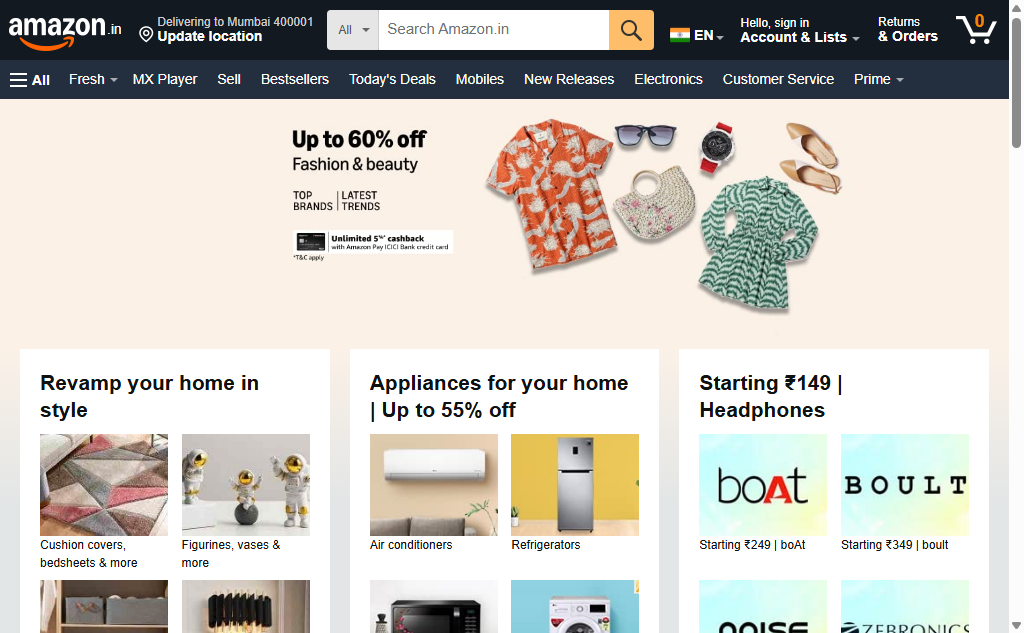 amazon.in
Delivering to Mumbai 400001
Update location
All
Search Amazon.in
EN
Hello, sign in
Account & Lists
Returns
& Orders
0
All
Fresh
MX Player
Sell
Bestsellers
Today's Deals
Mobiles
New Releases
Electronics
Customer Service
Prime
Up to 60% off
Fashion & beauty
TOP BRANDS | LATEST TRENDS
Unlimited 5%* cashback
with Amazon Pay ICICI Bank credit card
*T&C apply
Revamp your home in
style
Cushion covers,
bedsheets & more
Figurines, vases &
more
Appliances for your home
| Up to 55% off
Air conditioners
Refrigerators
Starting ₹149 |
Headphones
boAt
BOULT
Starting ₹249 | boAt
Starting ₹349 | boult
noise
ZEBRONICS